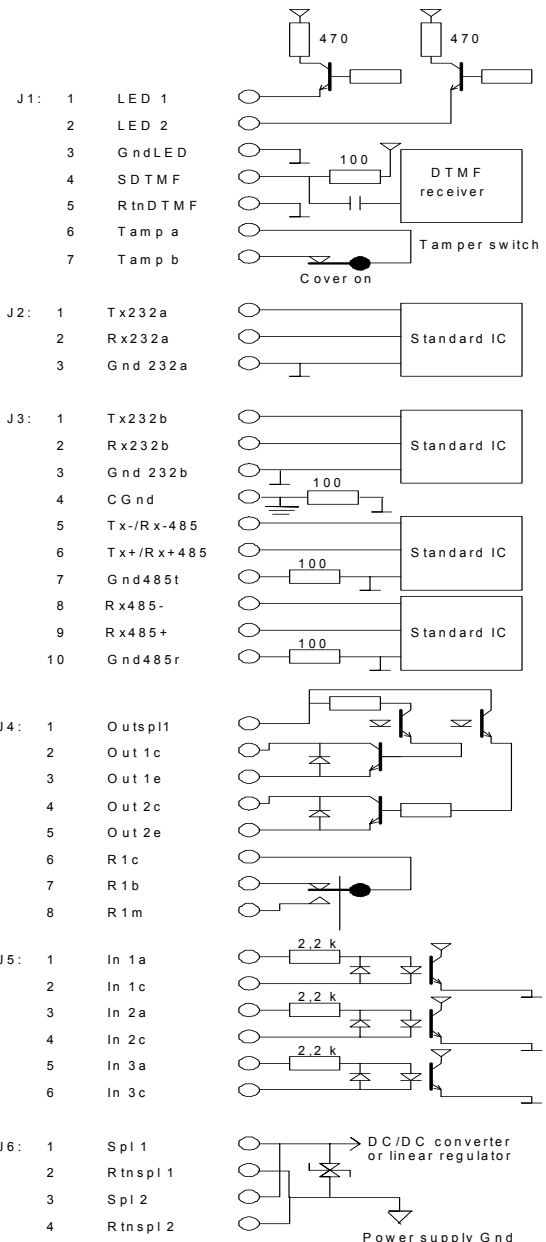 470 470
J1: 1 LED 1
2 LED 2
3 GndLED
100
4 SDTMF
DTMF
receiver
5 RtnDTMF
6 Tamp a
Tamper switch
7 Tamp b
Cover on
J2: 1 Tx232a
2 Rx232a
Standard IC
3 Gnd 232a
J3: 1 Tx232b
2 Rx232b
Standard IC
3 Gnd 232b
100
4 CGnd
5 Tx-/Rx-485
6 Tx+/Rx+485
Standard IC
100
7 Gnd485t
8 Rx485-
9 Rx485+
Standard IC
100
10 Gnd485r
J4: 1 Outspl1
2 Out 1c
3 Out 1e
4 Out 2c
5 Out 2e
6 R1c
7 R1b
8 R1m
2,2 k
J5: 1 In 1a
2 In 1c
2,2 k
3 In 2a
4 In 2c
2,2 k
5 In 3a
6 In 3c
J6: 1 Spl 1
DC/DC converter
or linear regulator
2 Rtnspl 1
3 Spl 2
4 Rtnspl 2
Power supply Gnd